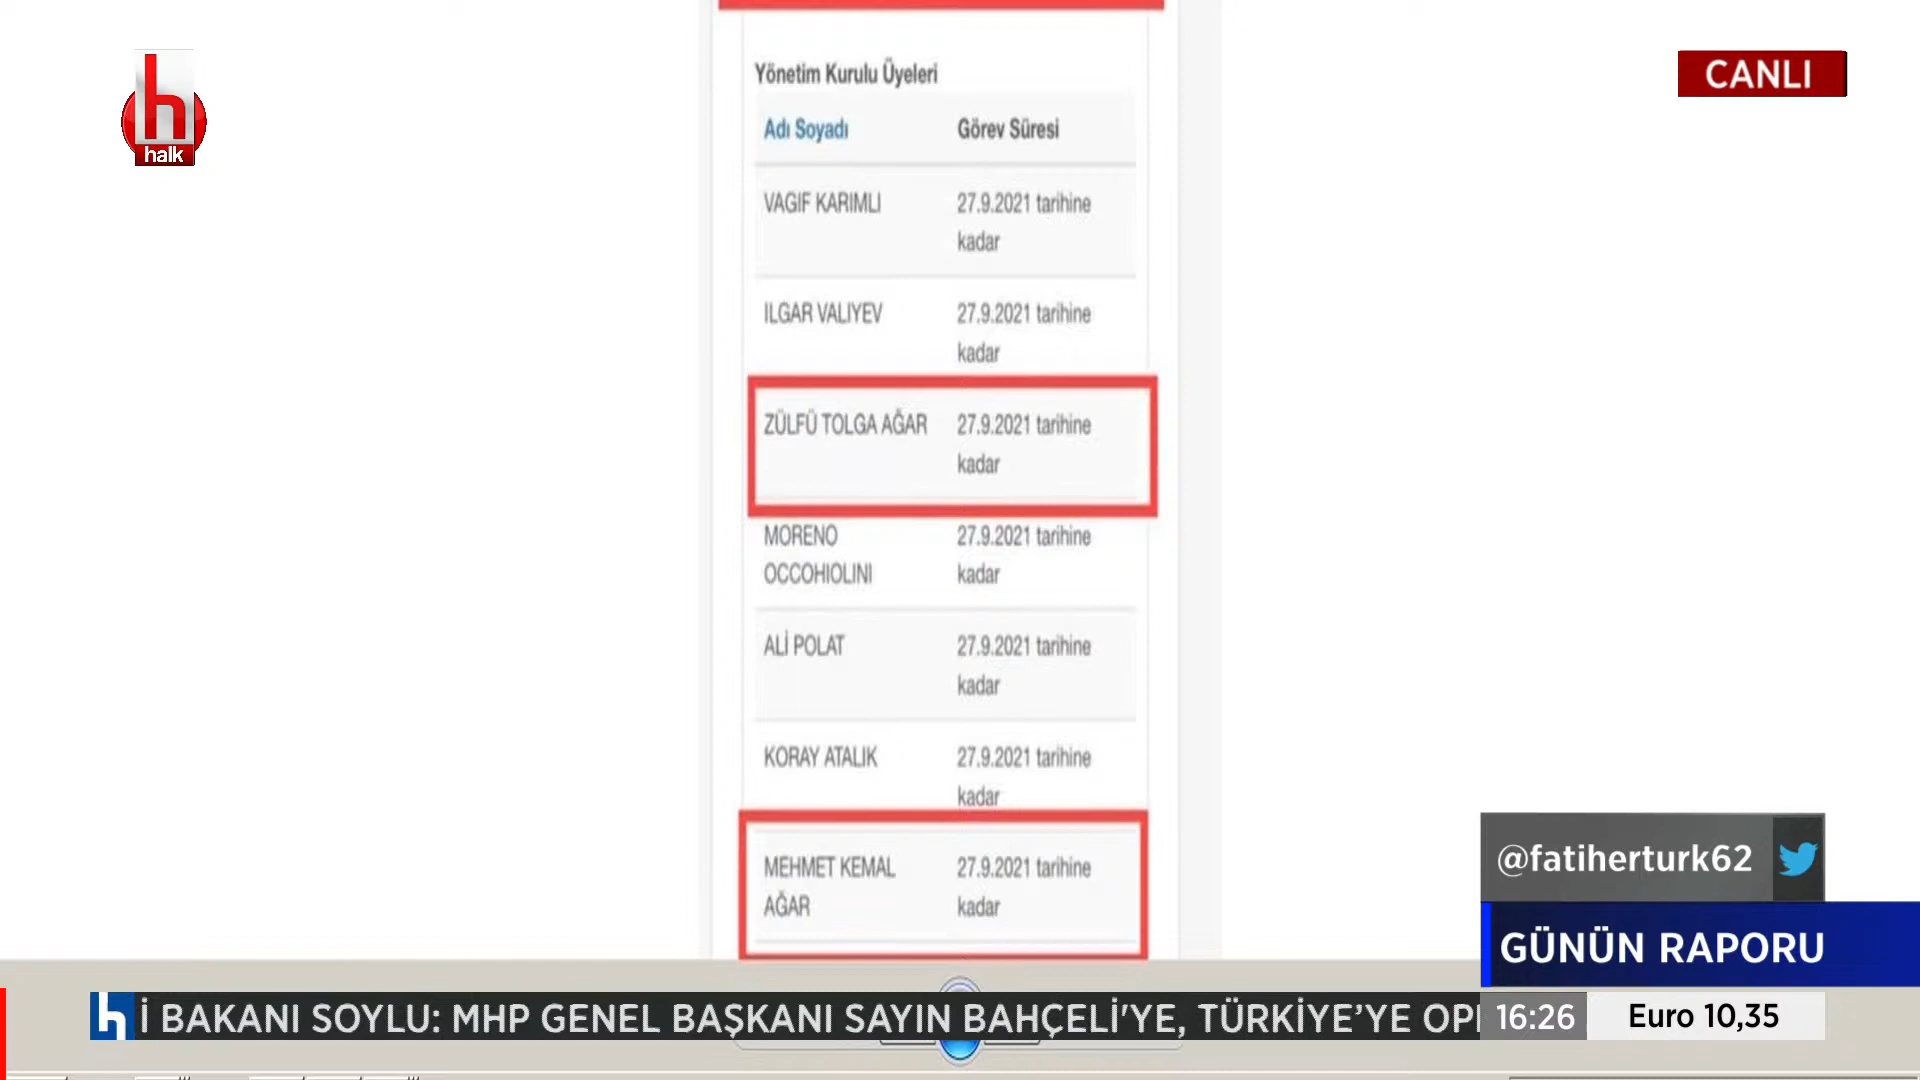 halk
CANLI
Yönetim Kurulu Üyeleri
Adı Soyadı Görev Süresi
VAGIF KARIMLI 27.9.2021 tarihine
kadar
ILGAR VALIYEV 27.9.2021 tarihine
kadar
ZÜLFÜ TOLGA AĞAR 27.9.2021 tarihine
kadar
MORENO 27.9.2021 tarihine
OCCOHIOLINI kadar
ALİ POLAT 27.9.2021 tarihine
kadar
KORAY ATALIK 27.9.2021 tarihine
kadar
MEHMET KEMAL 27.9.2021 tarihine
AĞAR kadar
@fatiherturk62
GÜNÜN RAPORU
h İ BAKANI SOYLU: MHP GENEL BAŞKANI SAYIN BAHÇELİ'YE, TÜRKİYE’YE OPI 16:26 Euro 10,35